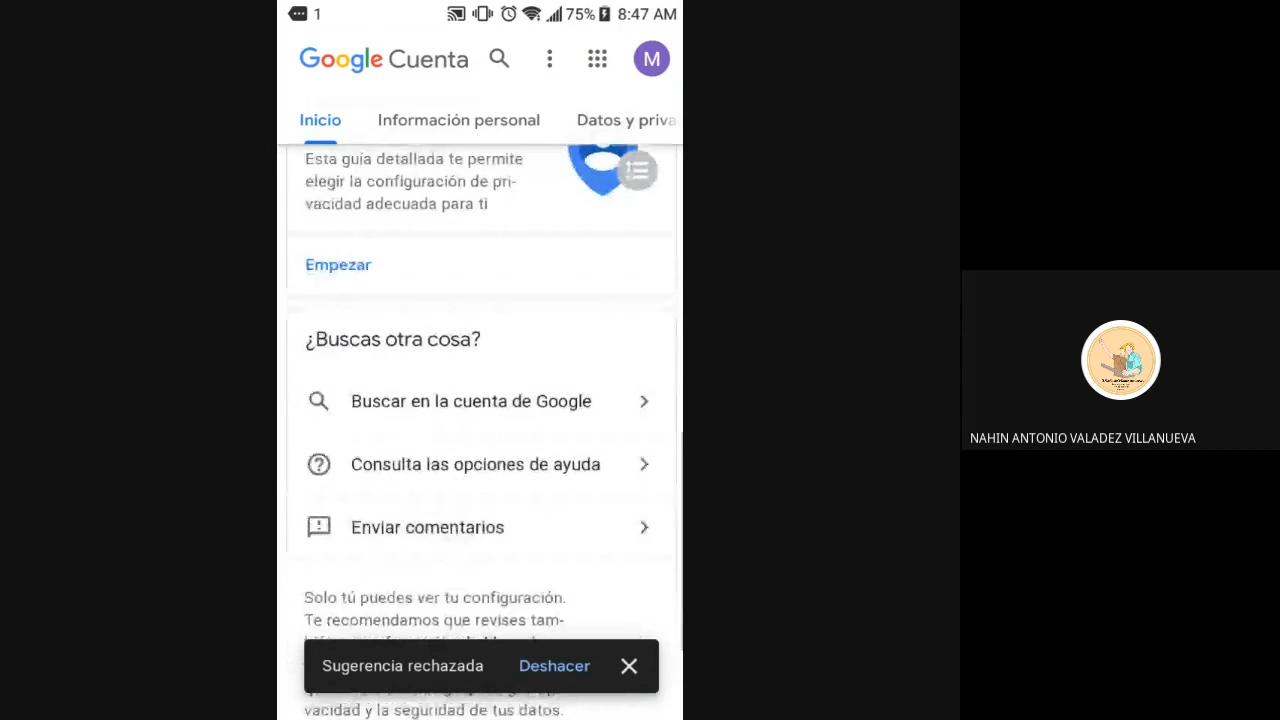 1 75% 8:47 AM
Google Cuenta M
Inicio Información personal Datos y priva
Esta guía detallada te permite
elegir la configuración de pri-
vacidad adecuada para ti
Empezar
¿Buscas otra cosa?
Buscar en la cuenta de Google
Consulta las opciones de ayuda
Enviar comentarios
Solo tú puedes ver tu configuración.
Te recomendamos que revises tam-
Sugerencia rechazada Deshacer
vacidad y la seguridad de tus datos.
NAHIN ANTONIO VALADEZ VILLANUEVA